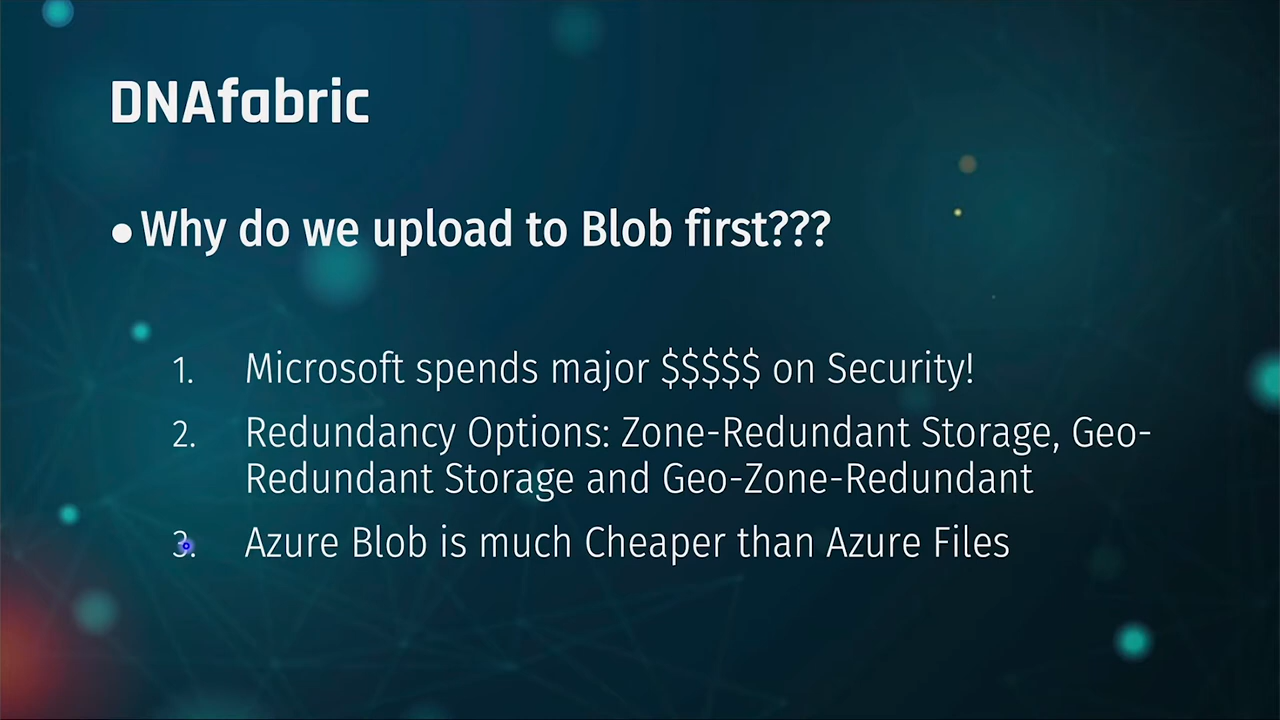 DNAfabric
• Why do we upload to Blob first???
1. Microsoft spends major $$$$$ on Security!
2. Redundancy Options: Zone-Redundant Storage, Geo-
Redundant Storage and Geo-Zone-Redundant
3. Azure Blob is much Cheaper than Azure Files